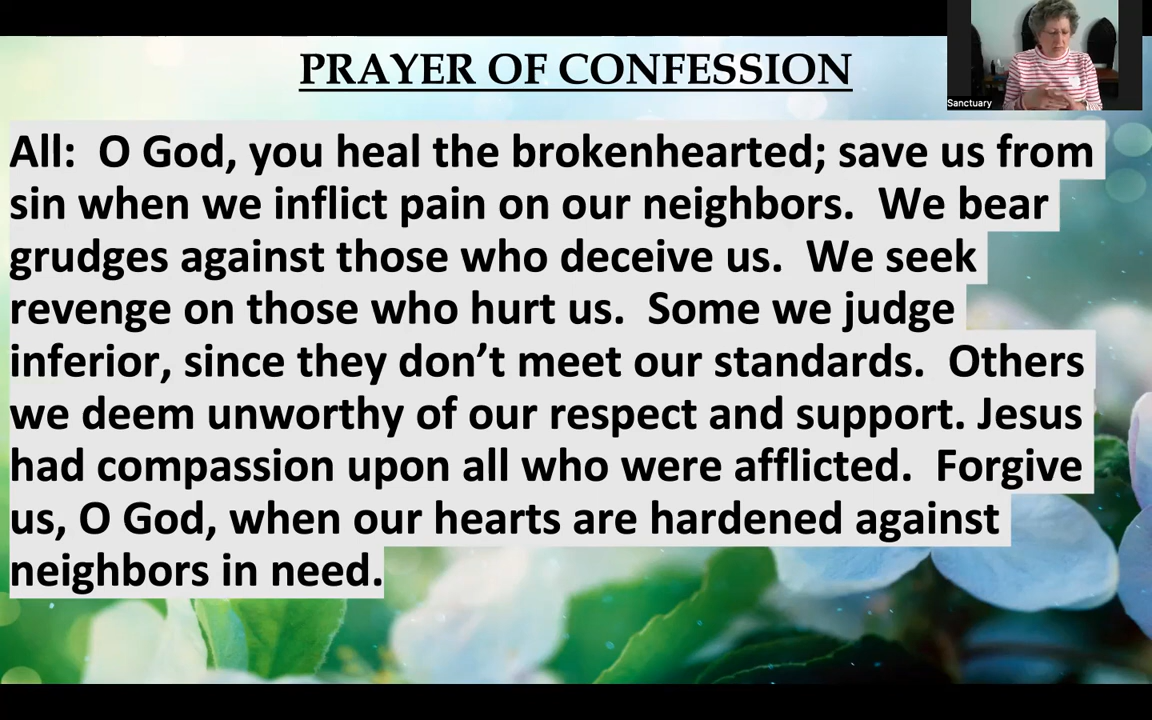 PRAYER OF CONFESSION
Sanctuary
All:  O God, you heal the brokenhearted; save us from
sin when we inflict pain on our neighbors.  We bear
grudges against those who deceive us.  We seek
revenge on those who hurt us.  Some we judge
inferior, since they don’t meet our standards.  Others
we deem unworthy of our respect and support. Jesus
had compassion upon all who were afflicted.  Forgive
us, O God, when our hearts are hardened against
neighbors in need.